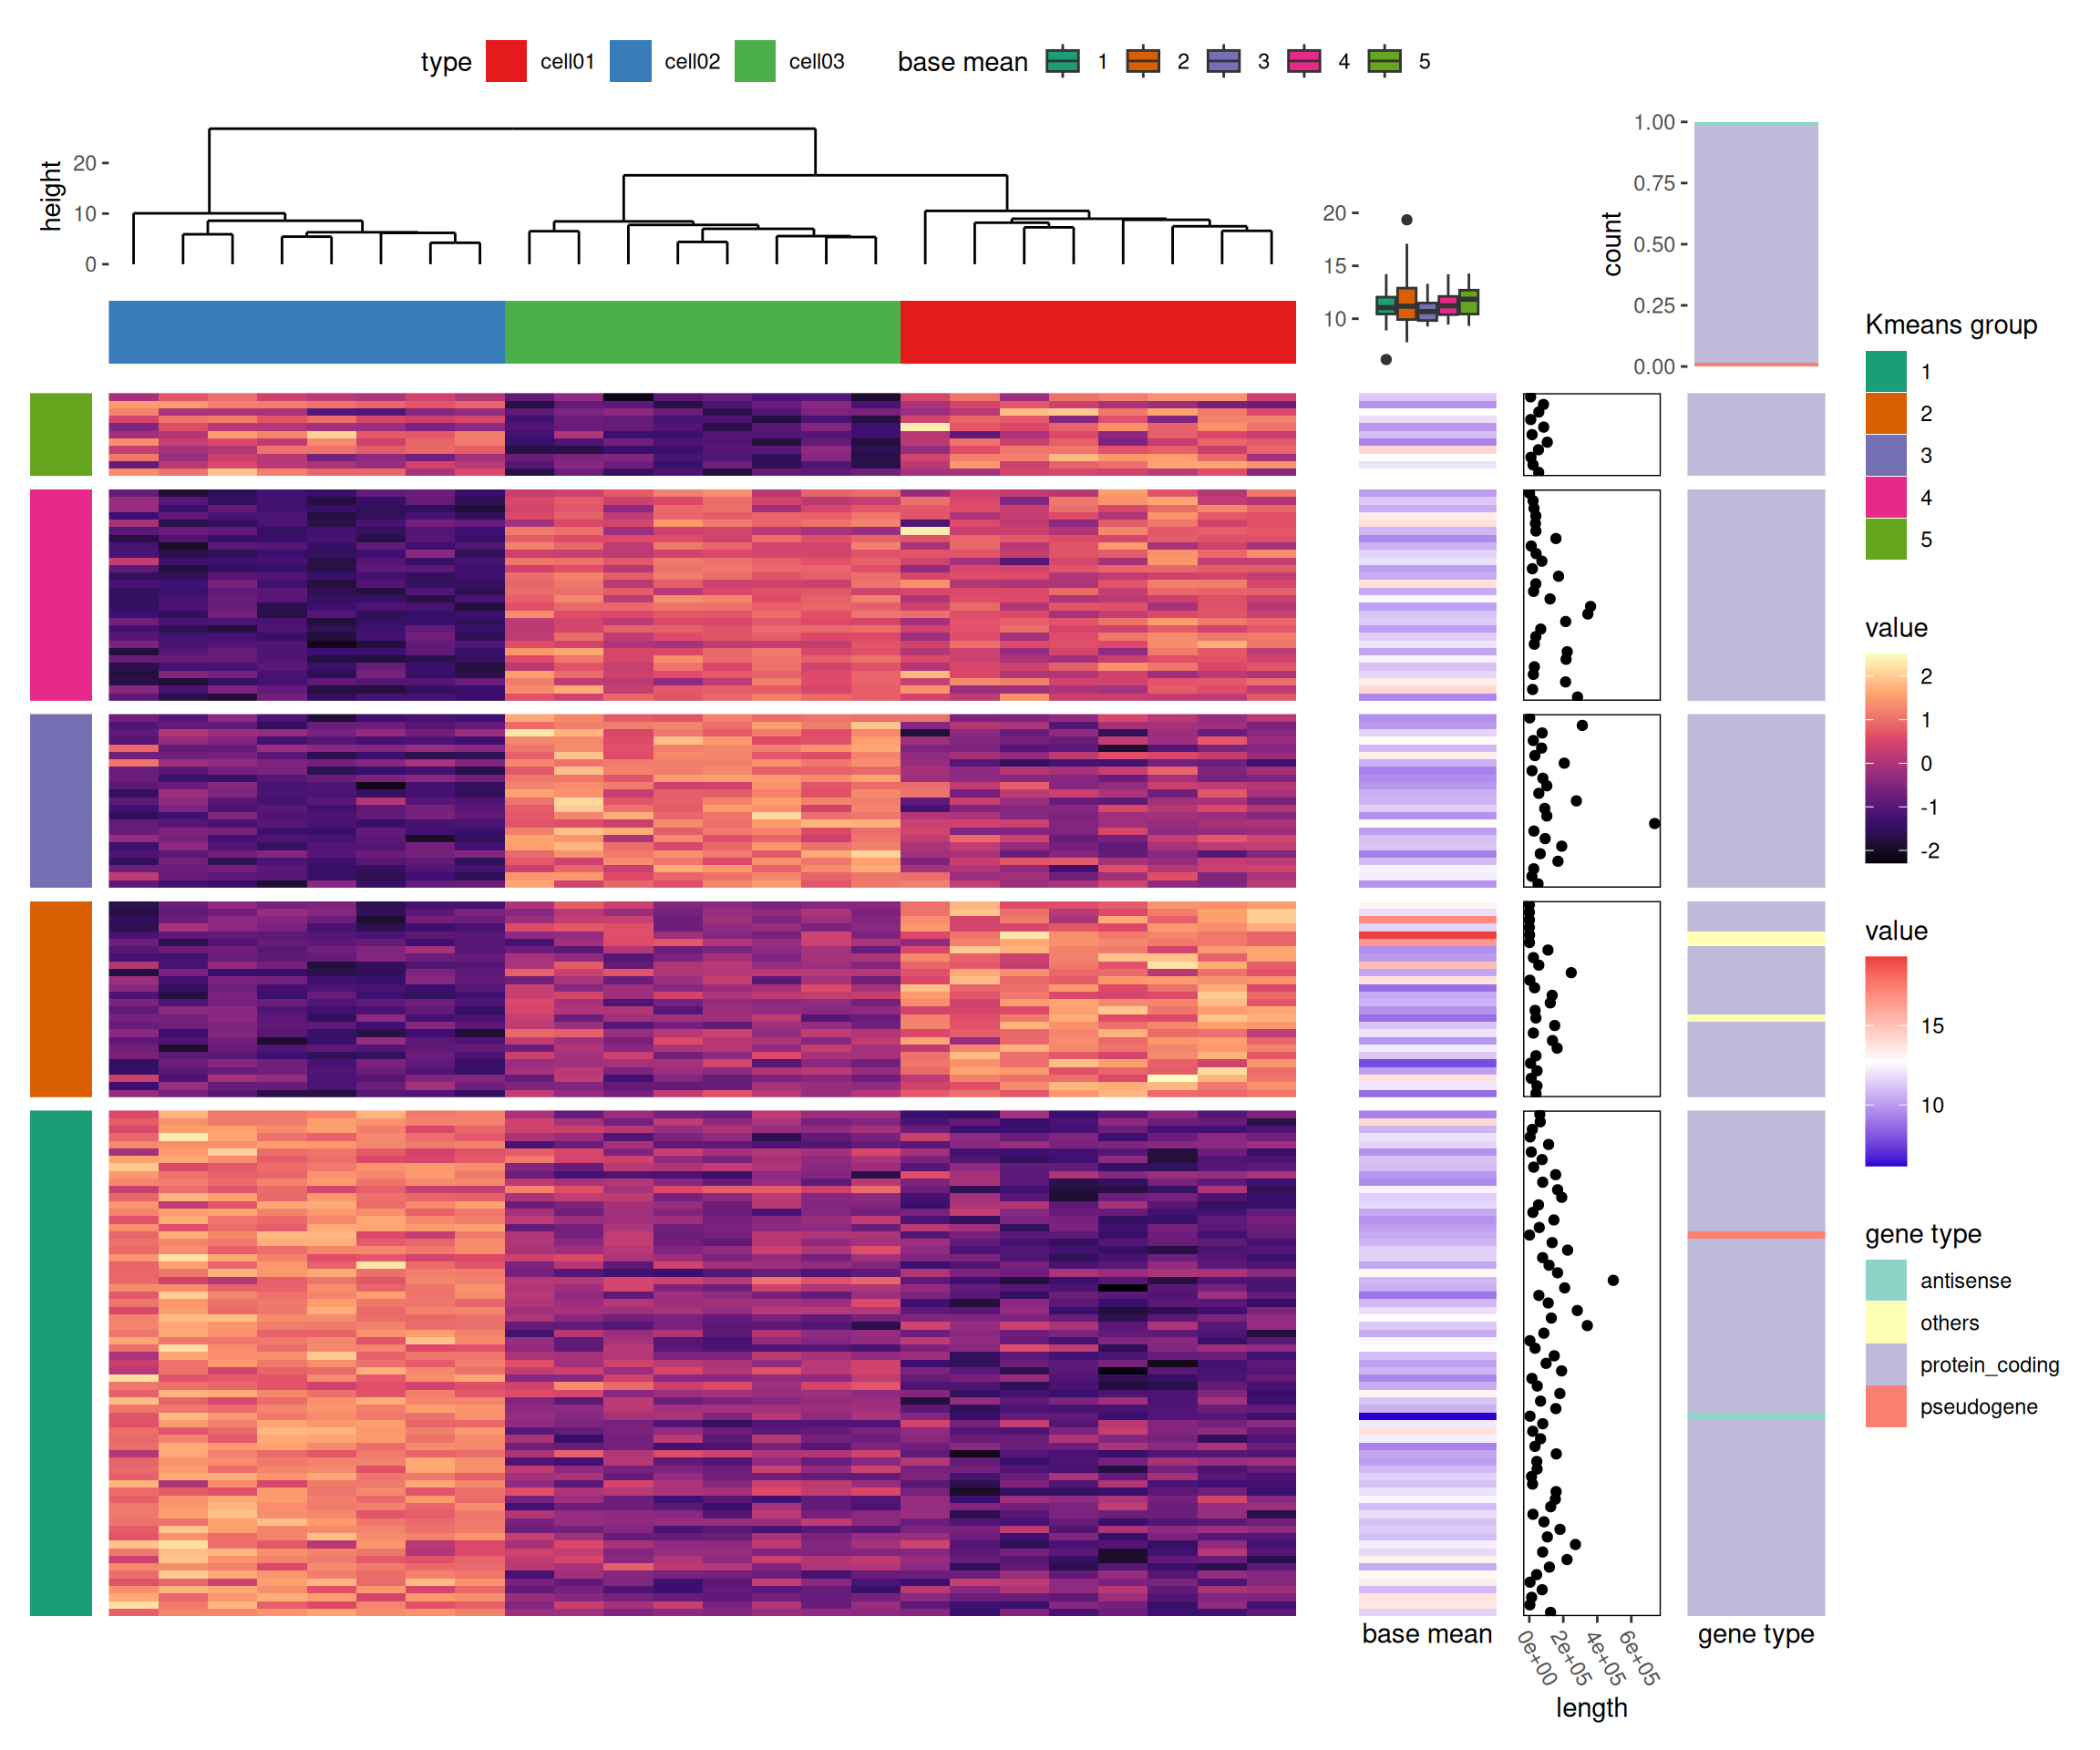 type cell01 cell02 cell03 base mean 1 2 3 4 5
height
20
10
0
20
15
10
count
1.00
0.75
0.50
0.25
0.00
Kmeans group
1
2
3
4
5
value
2
1
0
-1
-2
value
15
10
gene type
antisense
others
protein_coding
pseudogene
base mean
0e+00 2e+05 4e+05 6e+05
length
gene type